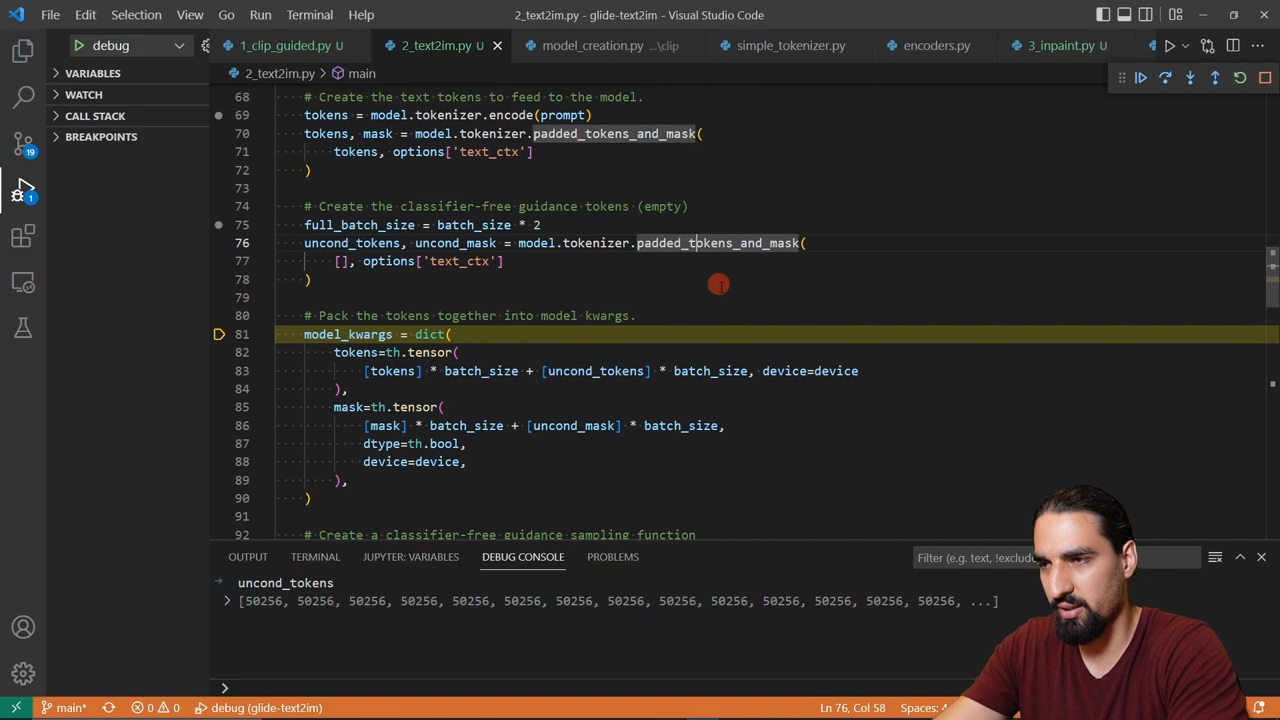 File Edit Selection View Go Run Terminal Help 2_text2im.py - glide-text2im - Visual Studio Code
debug 1_clip_guided.py U 2_text2im.py U model_creation.py ...\clip simple_tokenizer.py encoders.py 3_inpaint.py U
VARIABLES
WATCH
CALL STACK
BREAKPOINTS
2_text2im.py > main
68 # Create the text tokens to feed to the model.
69 tokens = model.tokenizer.encode(prompt)
70 tokens, mask = model.tokenizer.padded_tokens_and_mask(
71 tokens, options['text_ctx']
72 )
73
74 # Create the classifier-free guidance tokens (empty)
75 full_batch_size = batch_size * 2
76 uncond_tokens, uncond_mask = model.tokenizer.padded_tokens_and_mask(
77 [], options['text_ctx']
78 )
79
80 # Pack the tokens together into model kwargs.
81 model_kwargs = dict(
82 tokens=th.tensor(
83 [tokens] * batch_size + [uncond_tokens] * batch_size, device=device
84 ),
85 mask=th.tensor(
86 [mask] * batch_size + [uncond_mask] * batch_size,
87 dtype=th.bool,
88 device=device,
89 ),
90 )
91
92 # Create a classifier-free guidance sampling function
19
1
OUTPUT TERMINAL JUPYTER: VARIABLES DEBUG CONSOLE PROBLEMS Filter (e.g. text, !exclude
uncond_tokens
[50256, 50256, 50256, 50256, 50256, 50256, 50256, 50256, 50256, 50256, 50256, 50256, 50256, 50256, ...]
main* 0 0 debug (glide-text2im) Ln 76, Col 58 Spaces: 4